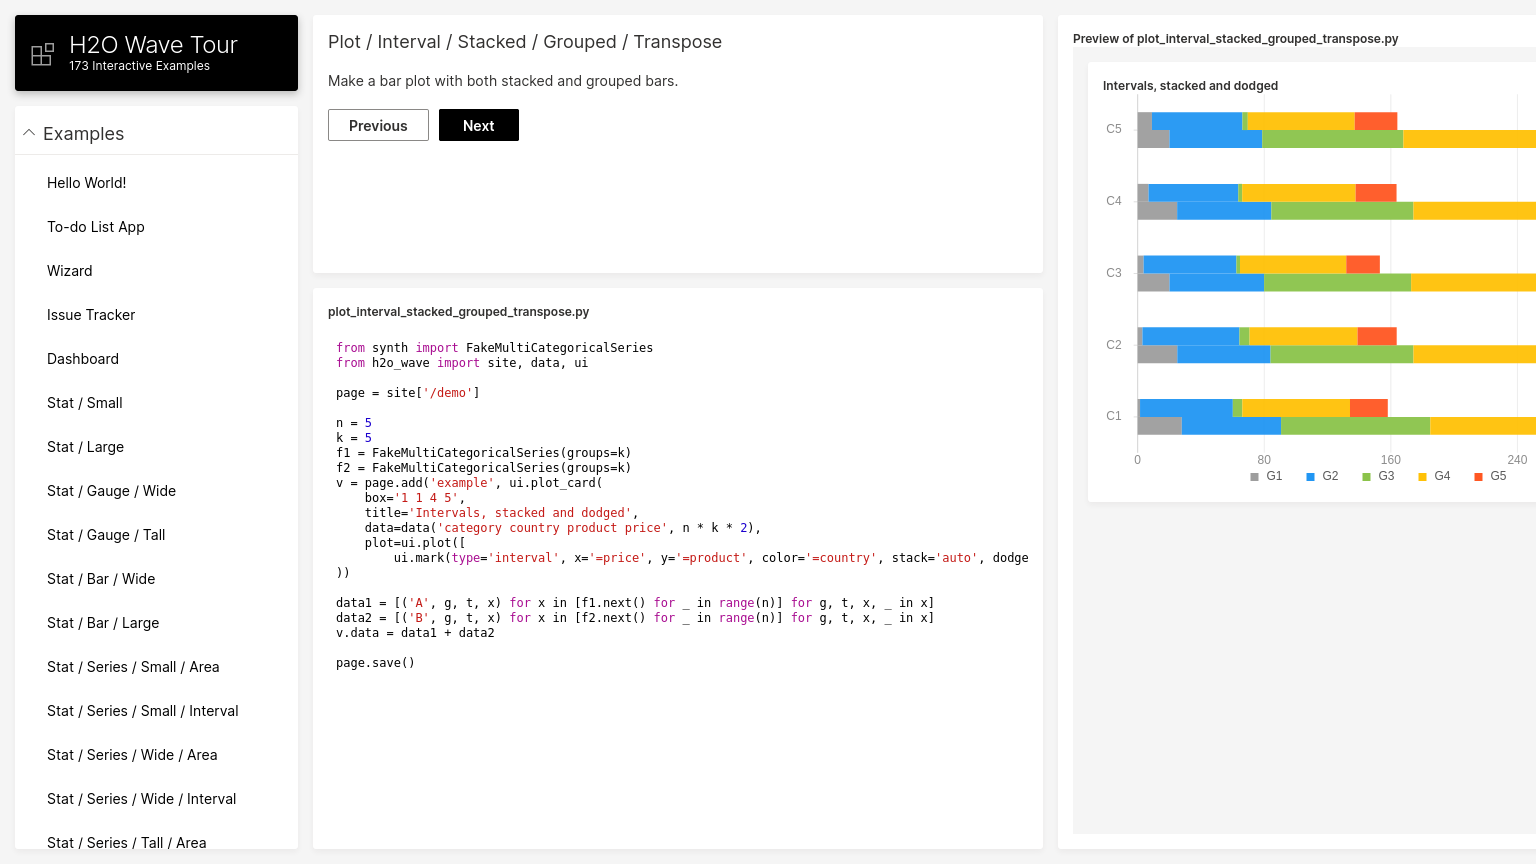 H2O Wave Tour
173 Interactive Examples
Examples
Hello World!
To-do List App
Wizard
Issue Tracker
Dashboard
Stat / Small
Stat / Large
Stat / Gauge / Wide
Stat / Gauge / Tall
Stat / Bar / Wide
Stat / Bar / Large
Stat / Series / Small / Area
Stat / Series / Small / Interval
Stat / Series / Wide / Area
Stat / Series / Wide / Interval
Stat / Series / Tall / Area
Plot / Interval / Stacked / Grouped / Transpose
Make a bar plot with both stacked and grouped bars.
Previous
Next
plot_interval_stacked_grouped_transpose.py
from synth import FakeMultiCategoricalSeries
from h2o_wave import site, data, ui
page = site['/demo']
n = 5
k = 5
f1 = FakeMultiCategoricalSeries(groups=k)
f2 = FakeMultiCategoricalSeries(groups=k)
v = page.add('example', ui.plot_card(
    box='1 1 4 5',
    title='Intervals, stacked and dodged',
    data=data('category country product price', n * k * 2),
    plot=ui.plot([
        ui.mark(type='interval', x='=price', y='=product', color='=country', stack='auto', dodge
))
data1 = [('A', g, t, x) for x in [f1.next() for _ in range(n)] for g, t, x, _ in x]
data2 = [('B', g, t, x) for x in [f2.next() for _ in range(n)] for g, t, x, _ in x]
v.data = data1 + data2
page.save()
Preview of plot_interval_stacked_grouped_transpose.py
Intervals, stacked and dodged
C5
C4
C3
C2
C1
0 80 160 240
G1 G2 G3 G4 G5